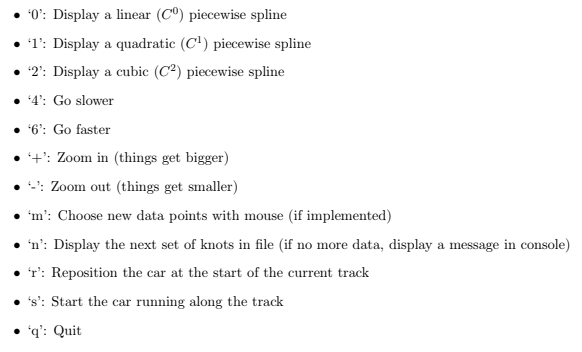 • ‘0’: Display a linear (C⁰) piecewise spline
• ‘1’: Display a quadratic (C¹) piecewise spline
• ‘2’: Display a cubic (C²) piecewise spline
• ‘4’: Go slower
• ‘6’: Go faster
• ‘+’: Zoom in (things get bigger)
• ‘-’: Zoom out (things get smaller)
• ‘m’: Choose new data points with mouse (if implemented)
• ‘n’: Display the next set of knots in file (if no more data, display a message in console)
• ‘r’: Reposition the car at the start of the current track
• ‘s’: Start the car running along the track
• ‘q’: Quit